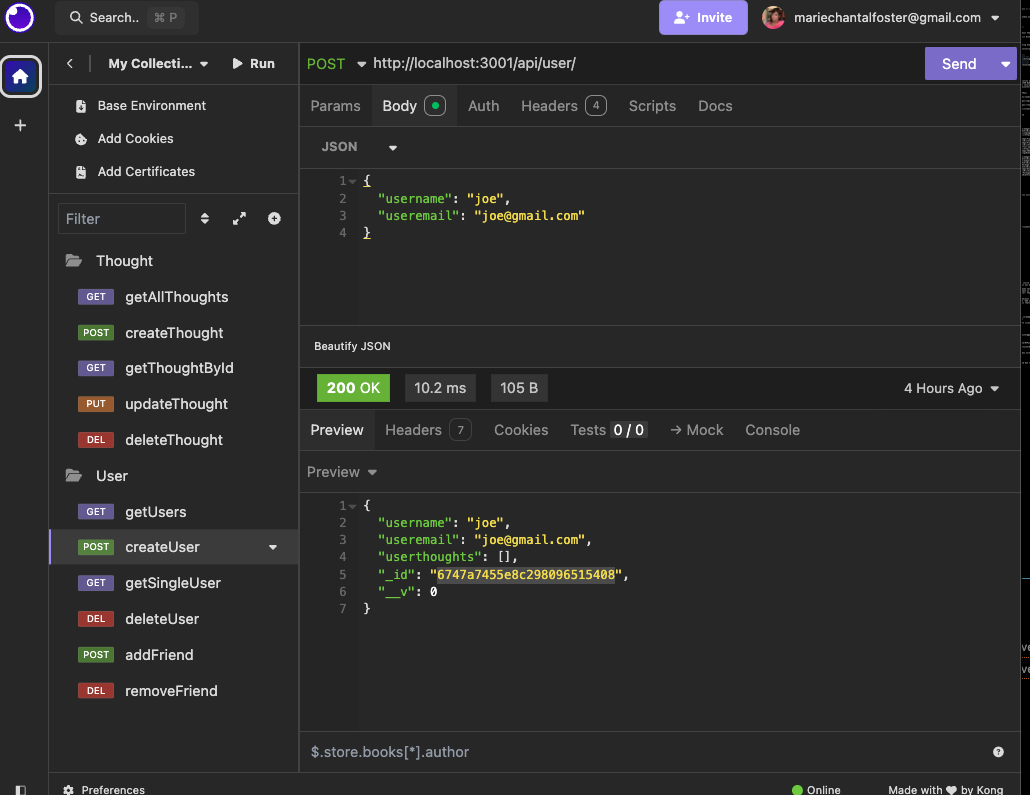 Search.. ⌘ P
Invite
mariechantalfoster@gmail.com
My Collecti...
Run
Base Environment
Add Cookies
Add Certificates
Filter
Thought
GET getAllThoughts
POST createThought
GET getThoughtById
PUT updateThought
DEL deleteThought
User
GET getUsers
POST createUser
GET getSingleUser
DEL deleteUser
POST addFriend
DEL removeFriend
Preferences
POST http://localhost:3001/api/user/
Send
Params Body Auth Headers 4 Scripts Docs
JSON
1 {
2 "username": "joe",
3 "useremail": "joe@gmail.com"
4 }
Beautify JSON
200 OK 10.2 ms 105 B 4 Hours Ago
Preview Headers 7 Cookies Tests 0 / 0 → Mock Console
Preview
1 {
2 "username": "joe",
3 "useremail": "joe@gmail.com",
4 "userthoughts": [],
5 "_id": "6747a7455e8c298096515408",
6 "__v": 0
7 }
$.store.books[*].author
Online
Made with ♥ by Kong